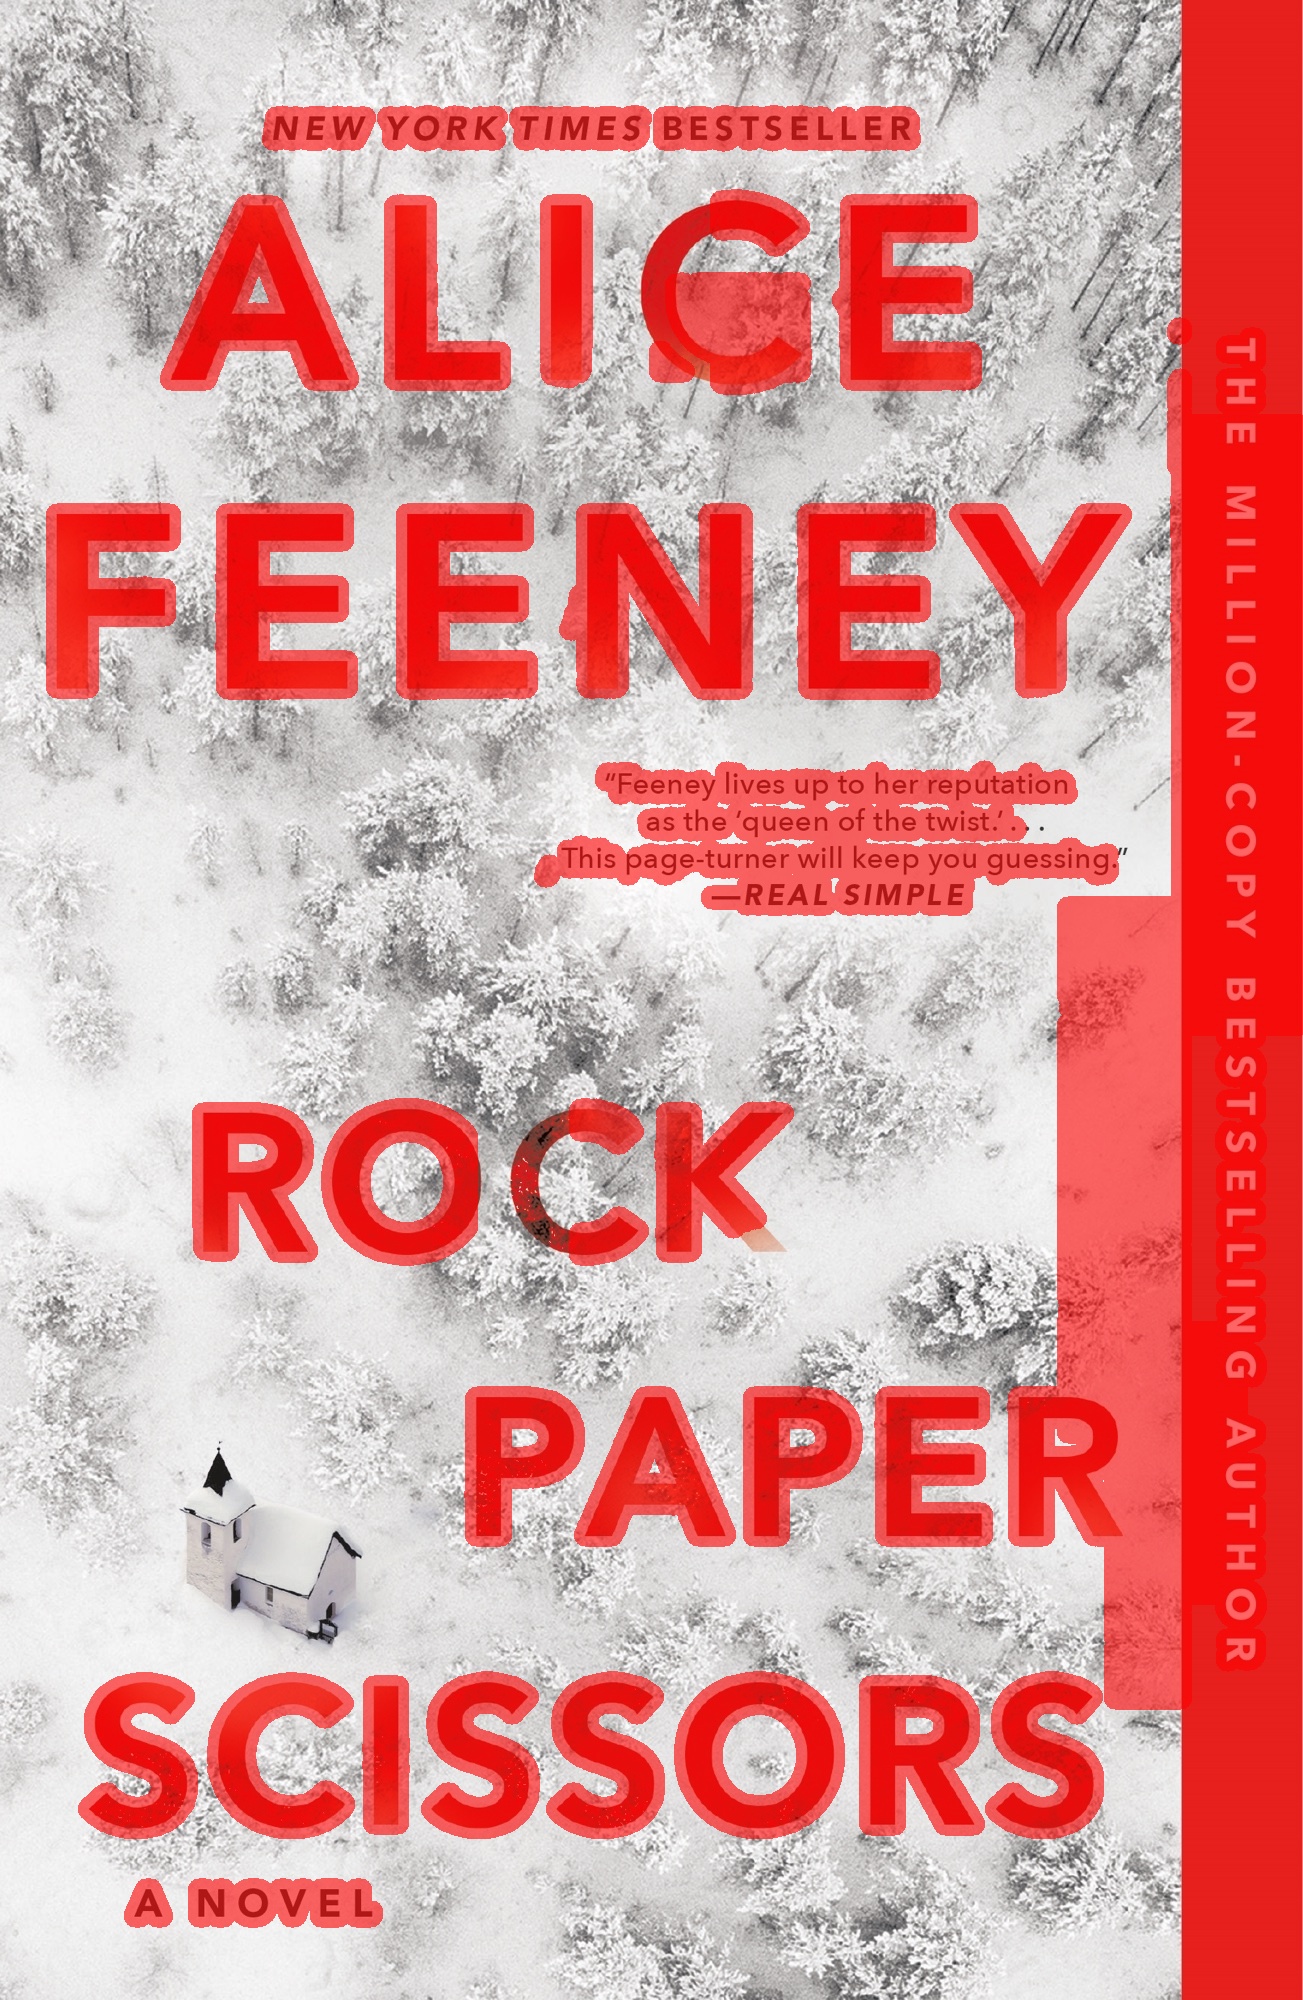 NEW YORK TIMES BESTSELLER
ALICE
FEENEY
“Feeney lives up to her reputation
as the ‘queen of the twist.’ . . .
This page-turner will keep you guessing.”
—REAL SIMPLE
ROCK
PAPER
SCISSORS
A NOVEL
THE MILLION-COPY BESTSELLING AUTHOR